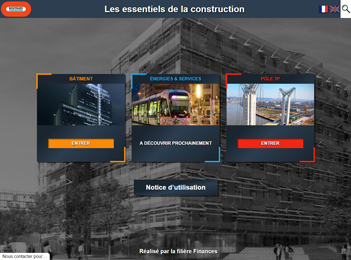 Les essentiels de la construction
BÂTIMENT
ÉNERGIES & SERVICES
PÔLE TP
ENTRER
A DÉCOUVRIR PROCHAINEMENT
ENTRER
Notice d'utilisation
Réalisé par la filière Finances
Nous contacter pour...